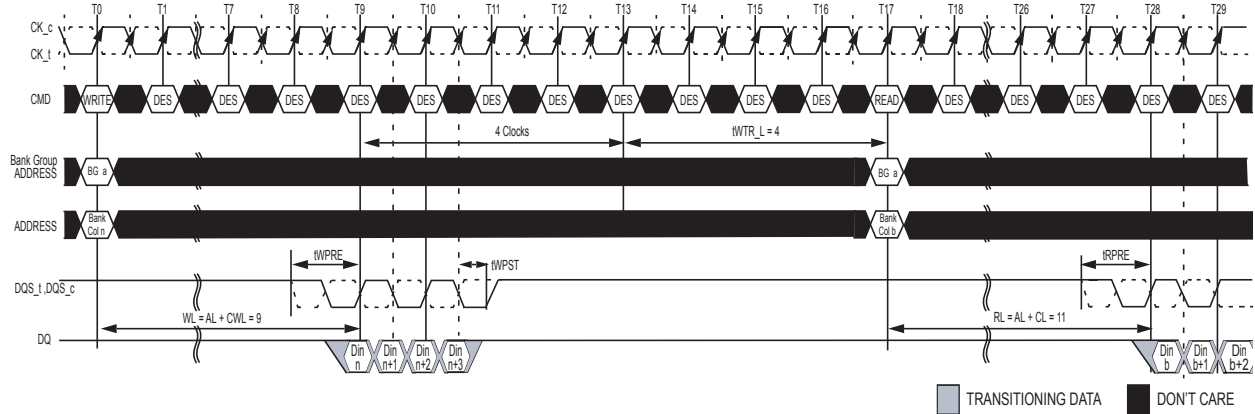 T0 T1 T7 T8 T9 T10 T11 T12 T13 T14 T15 T16 T17 T18 T26 T27 T28 T29
CK_c
CK_t
CMD WRITE DES DES DES DES DES DES DES DES DES DES DES READ DES DES DES DES DES
4 Clocks tWTR_L = 4
Bank Group
ADDRESS BG a BG a
ADDRESS Bank
Col n Bank
Col b
tWPRE tWPST tRPRE
DQS_t ,DQS_c
WL = AL + CWL = 9 RL = AL + CL = 11
DQ Din
n Din
n+1 Din
n+2 Din
n+3 Din
b Din
b+1 Din
b+2
TRANSITIONING DATA DON'T CARE